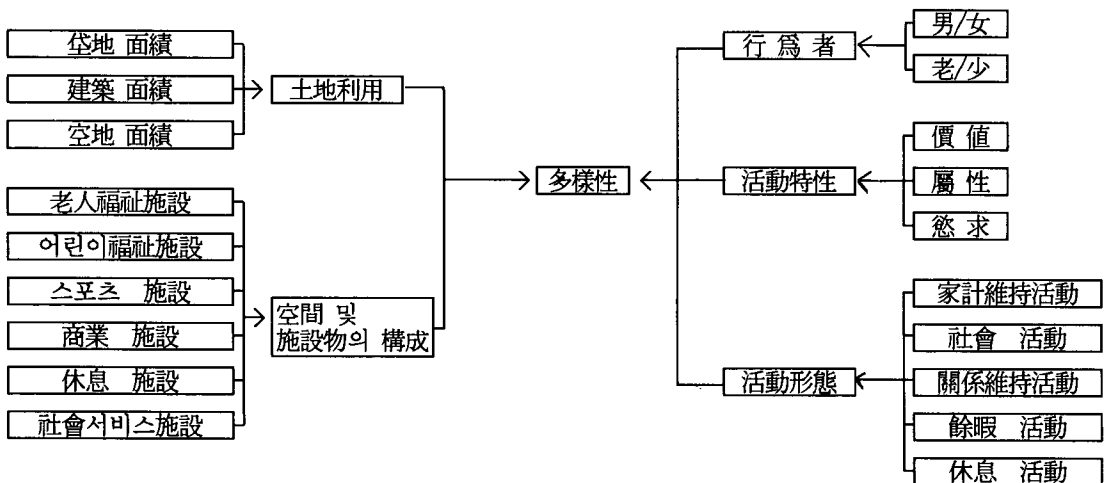 垈地 面績
建築 面績
空地 面績
土地利用
老人福祉施設
어린이福祉施設
스포츠 施設
商業 施設
休息 施設
社會서비스施設
空間 및
施設物의 構成
多樣性
行爲者
男/女
老/少
活動特性
價値
屬性
慾求
活動形態
家計維持活動
社會 活動
關係維持活動
餘暇 活動
休息 活動